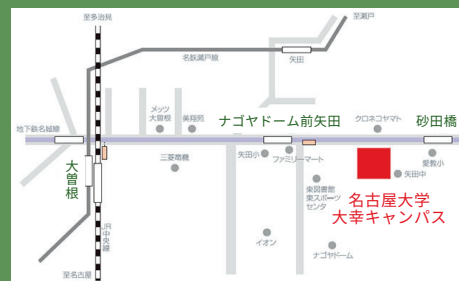 至多治見
至瀬戸
名鉄瀬戸線
矢田
メッツ
大曽根
美翔苑
ナゴヤドーム前矢田
クロネコヤマト
砂田橋
地下鉄名城線
大曽根
三菱電機
矢田小
ファミリーマート
愛教小
矢田中
東図書館
東スポーツ
センタ
名古屋大学
大幸キャンパス
JR中央線
イオン
ナゴヤドーム
至名古屋